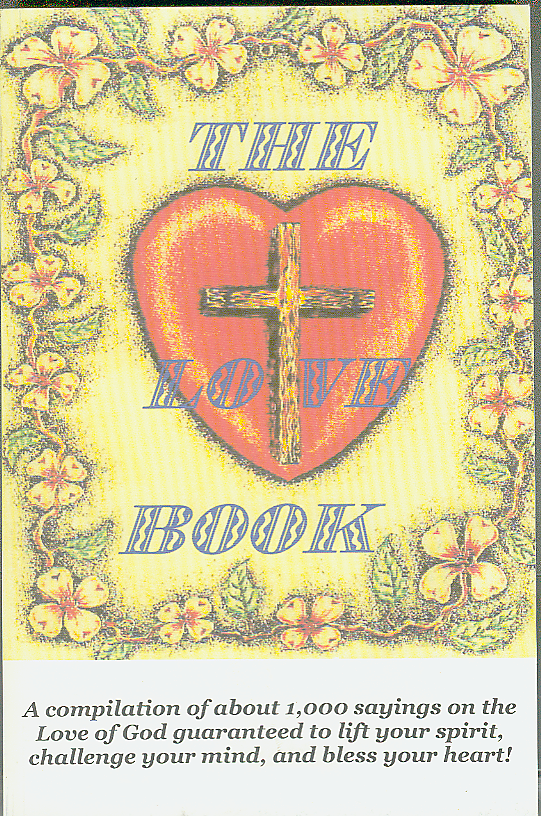 THE
LOVE
BOOK
A compilation of about 1,000 sayings on the
Love of God guaranteed to lift your spirit,
challenge your mind, and bless your heart!